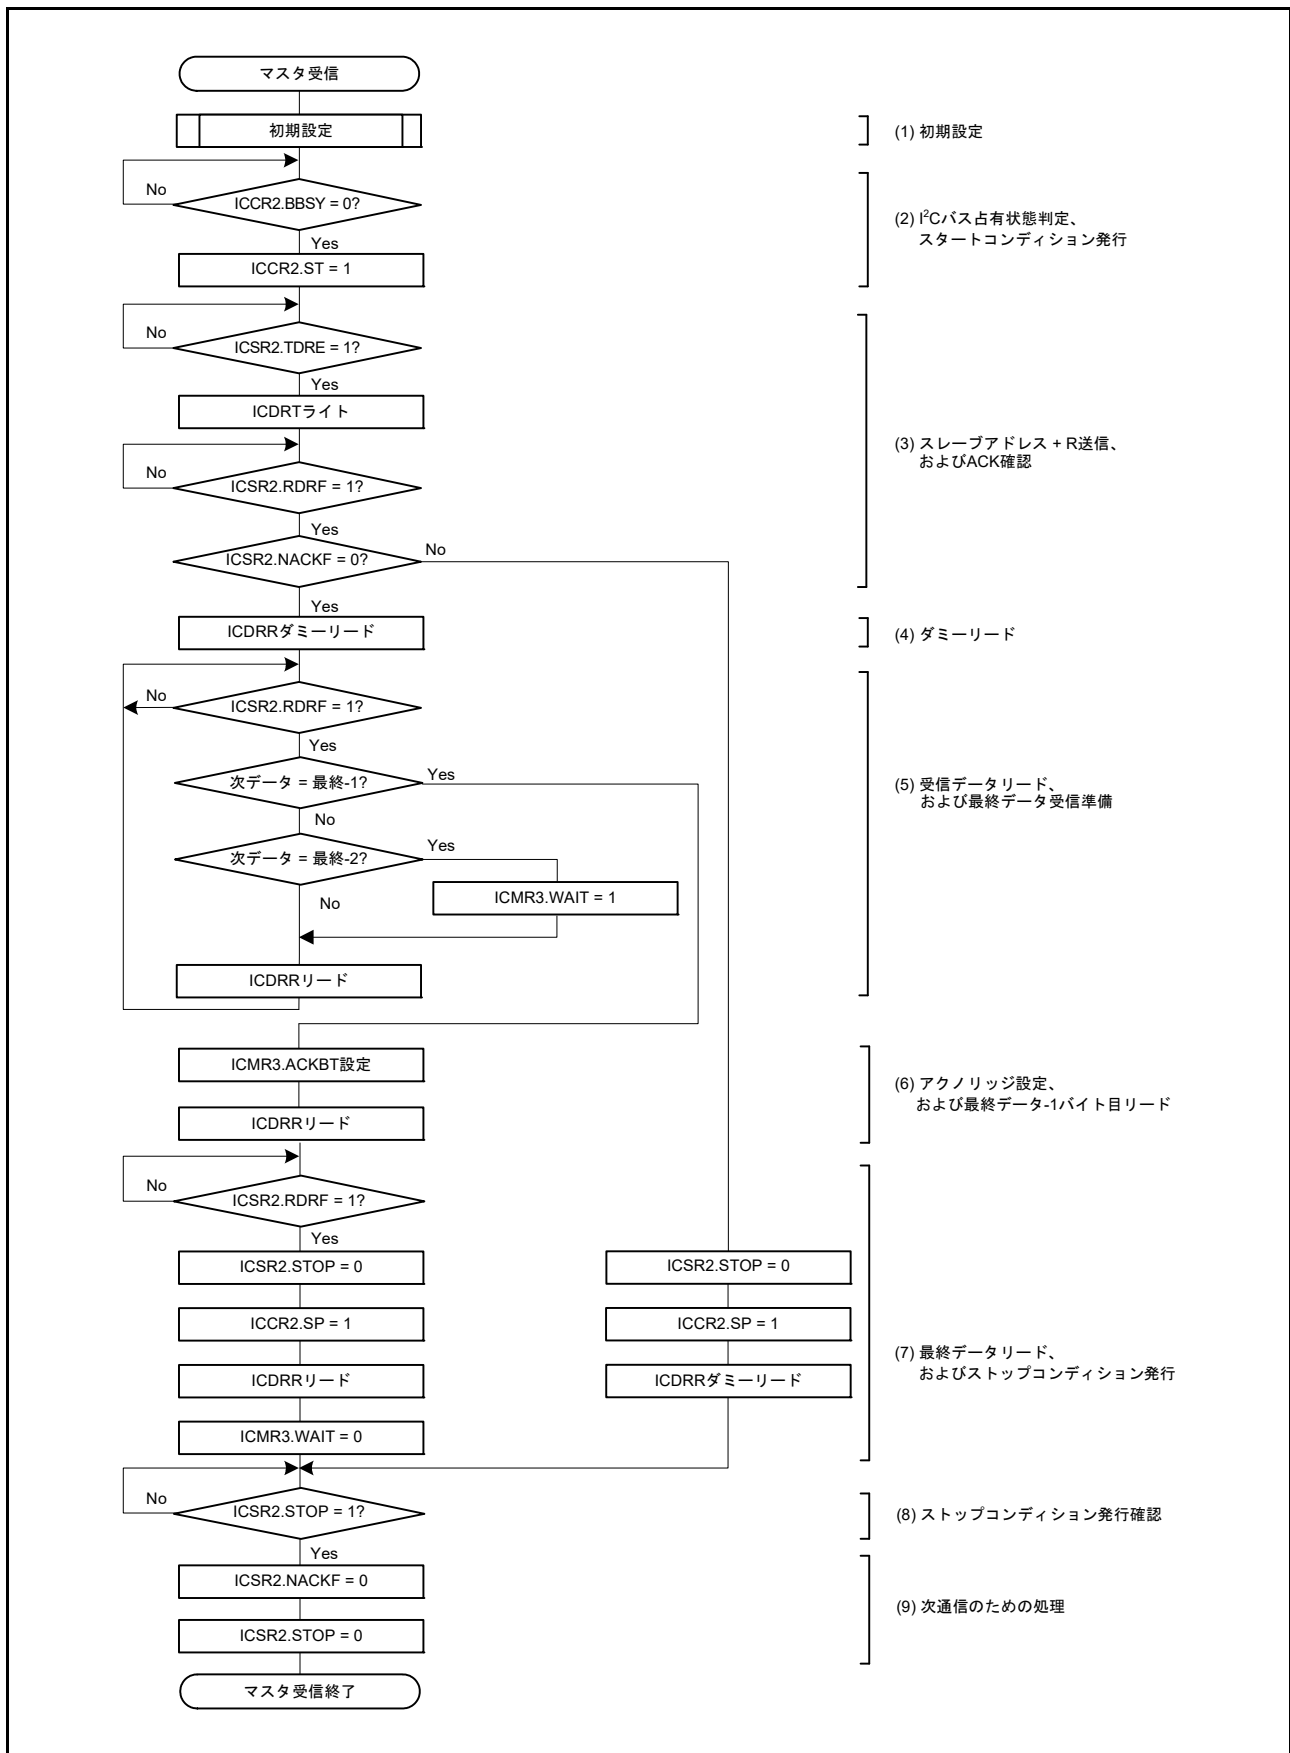 マスタ受信
初期設定
(1) 初期設定
No
ICCR2.BBSY = 0?
Yes
ICCR2.ST = 1
(2) I²Cバス占有状態判定、
スタートコンディション発行
No
ICSR2.TDRE = 1?
Yes
ICDRTライト
No
ICSR2.RDRF = 1?
Yes
ICSR2.NACKF = 0?
No
Yes
(3) スレーブアドレス + R送信、
およびACK確認
ICDRRダミーリード
(4) ダミーリード
No
ICSR2.RDRF = 1?
Yes
次データ = 最終-1?
Yes
No
次データ = 最終-2?
Yes
ICMR3.WAIT = 1
No
ICDRRリード
(5) 受信データリード、
および最終データ受信準備
ICMR3.ACKBT設定
ICDRRリード
(6) アクノリッジ設定、
および最終データ-1バイト目リード
No
ICSR2.RDRF = 1?
Yes
ICSR2.STOP = 0
ICCR2.SP = 1
ICDRRリード
ICMR3.WAIT = 0
ICSR2.STOP = 0
ICCR2.SP = 1
ICDRRダミーリード
(7) 最終データリード、
およびストップコンディション発行
No
ICSR2.STOP = 1?
Yes
(8) ストップコンディション発行確認
ICSR2.NACKF = 0
ICSR2.STOP = 0
(9) 次通信のための処理
マスタ受信終了